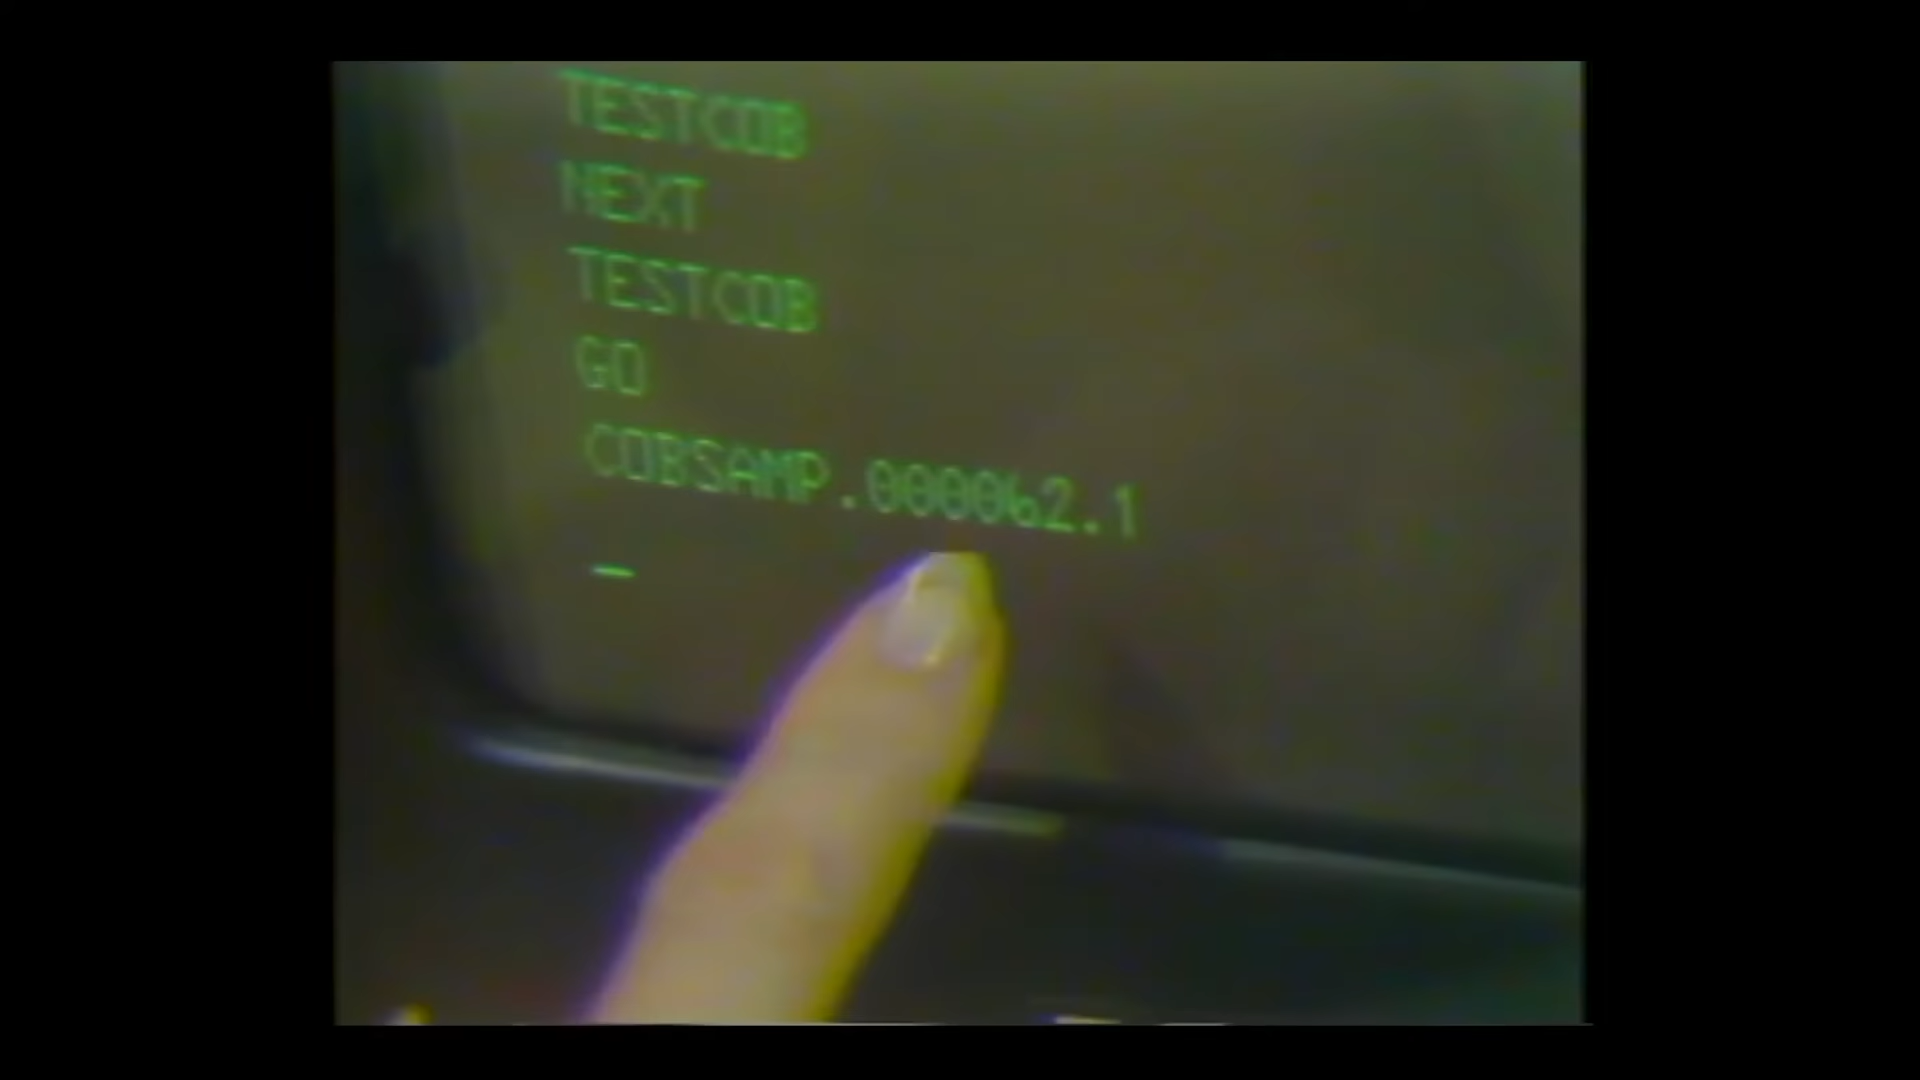 TESTCOB
NEXT
TESTCOB
GO
COBSAMP.000062.1